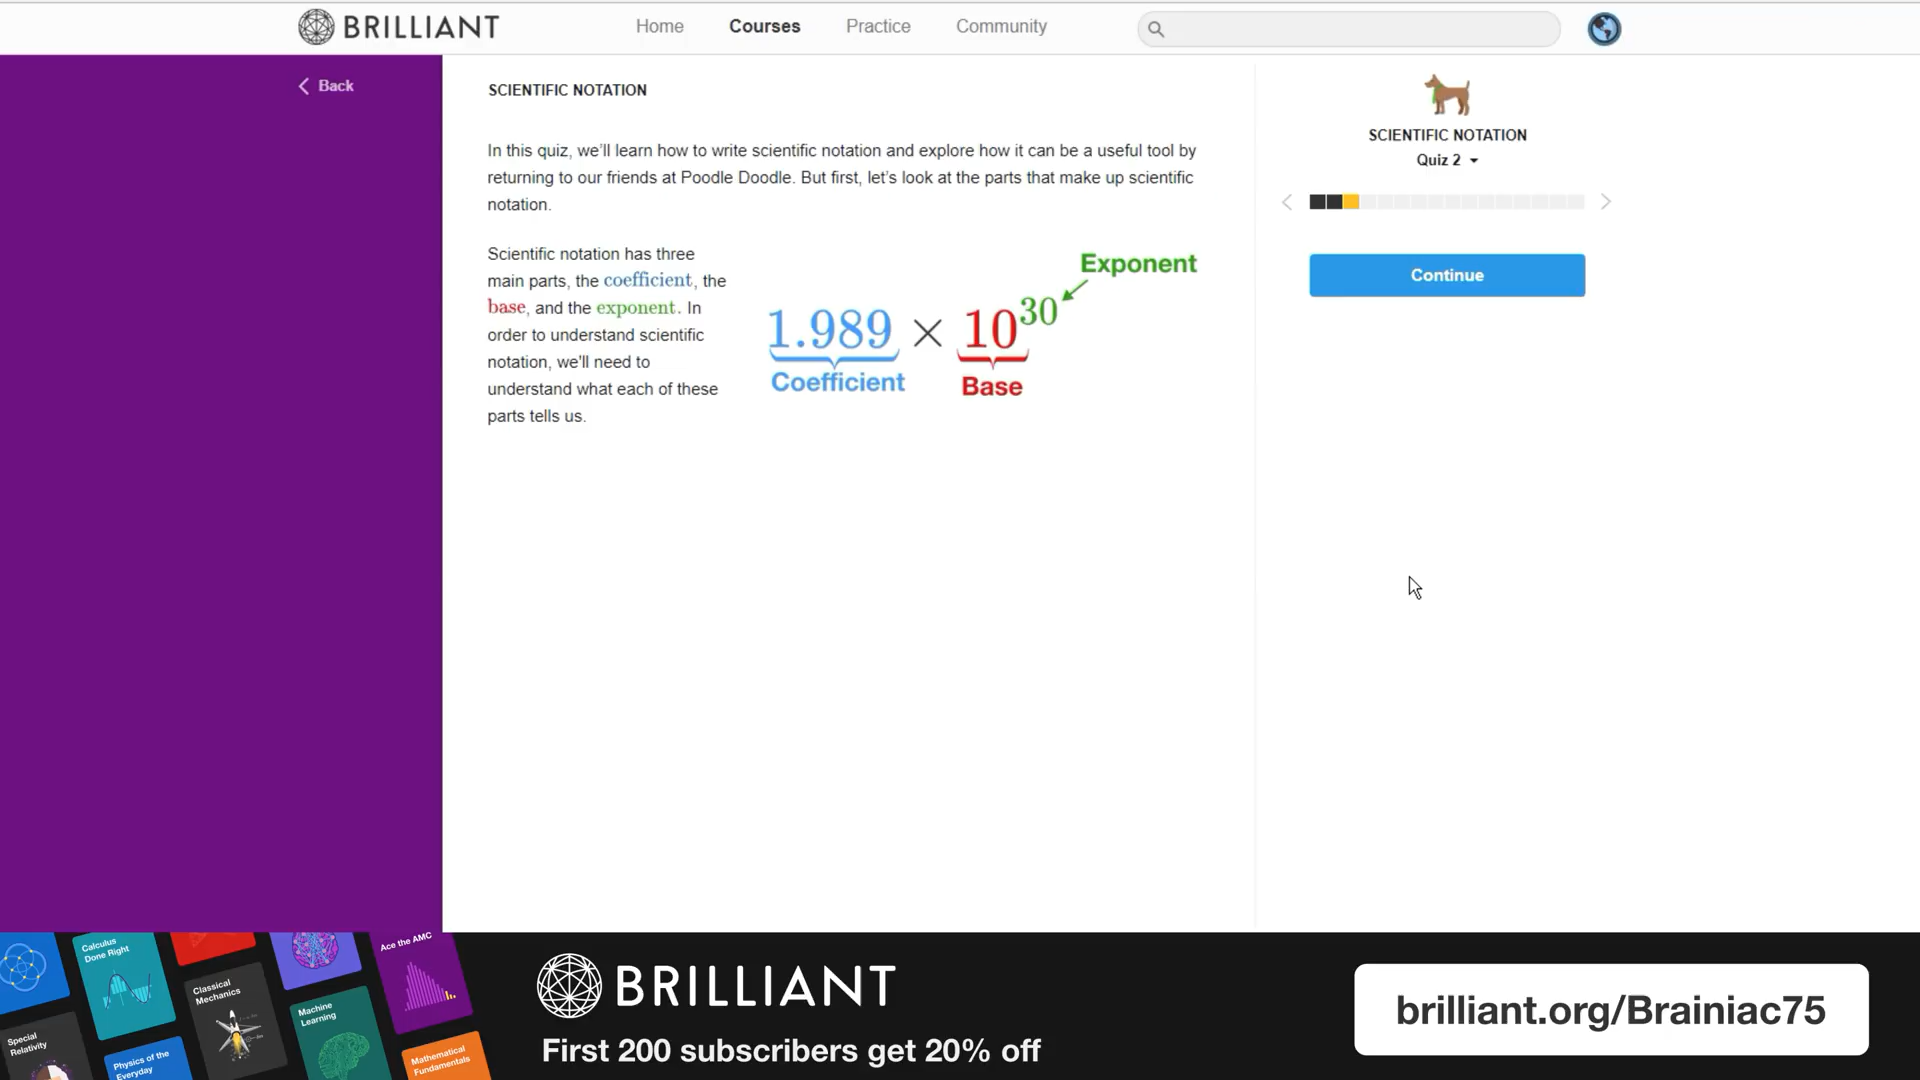 BRILLIANT
Home
Courses
Practice
Community
Back
SCIENTIFIC NOTATION
In this quiz, we'll learn how to write scientific notation and explore how it can be a useful tool by
returning to our friends at Poodle Doodle. But first, let's look at the parts that make up scientific
notation.
Scientific notation has three
main parts, the coefficient, the
base, and the exponent. In
order to understand scientific
notation, we'll need to
understand what each of these
parts tells us.
Exponent
1.989 × 10^30
Coefficient
Base
SCIENTIFIC NOTATION
Quiz 2
Continue
Calculus
Done Right
Ace the AMC
Classical
Mechanics
Machine
Learning
Special
Relativity
Physics of the
Everyday
Mathematical
Fundamentals
BRILLIANT
First 200 subscribers get 20% off
brilliant.org/Brainiac75